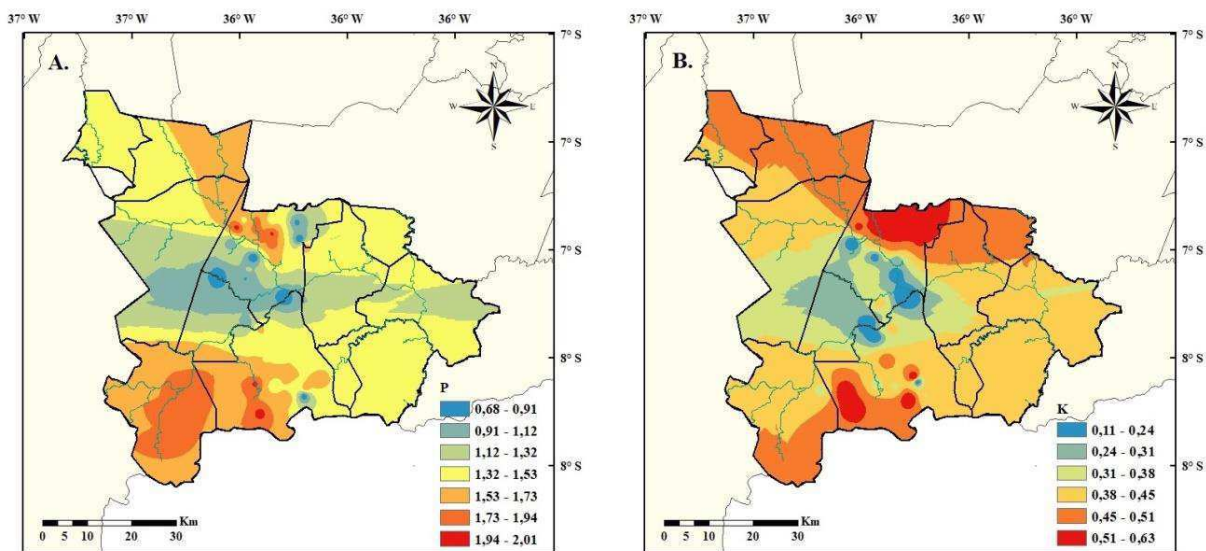 37° W 37° W 36° W 36° W 36° W
A.
N
W E
S
7° S
7° S
7° S
8° S
8° S
P
0,68 - 0,91
0,91 - 1,12
1,12 - 1,32
1,32 - 1,53
1,53 - 1,73
1,73 - 1,94
1,94 - 2,01
Km
0 5 10 20 30
37° W 37° W 36° W 36° W 36° W
B.
N
W E
S
7° S
7° S
7° S
8° S
8° S
K
0,11 - 0,24
0,24 - 0,31
0,31 - 0,38
0,38 - 0,45
0,45 - 0,51
0,51 - 0,63
Km
0 5 10 20 30